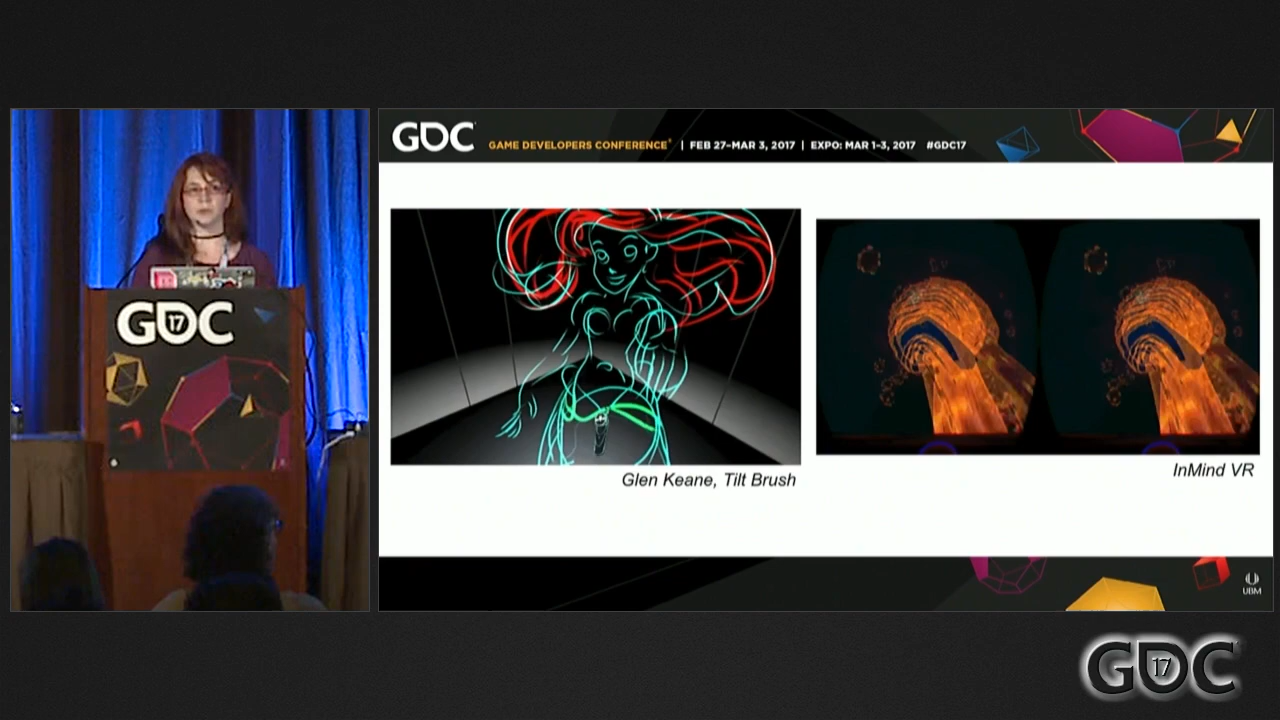 GDC
GAME DEVELOPERS CONFERENCE® | FEB 27–MAR 3, 2017 | EXPO: MAR 1–3, 2017 #GDC17
GDC
17
Glen Keane, Tilt Brush
InMind VR
UBM
GDC
17